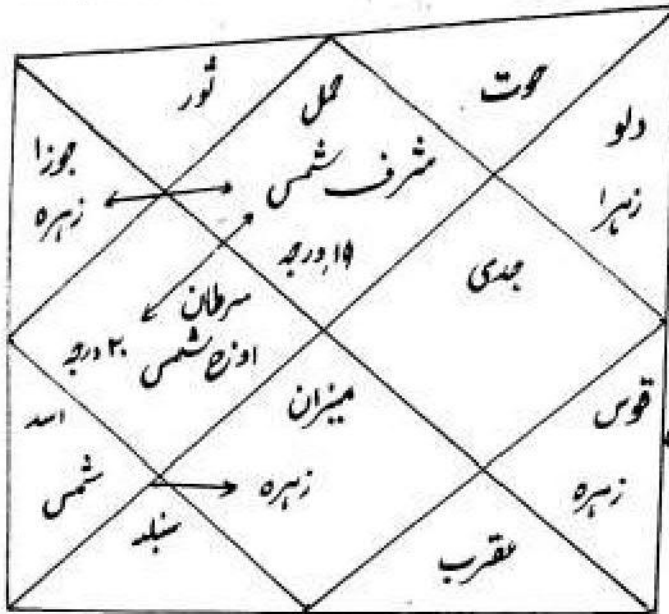 حوت
حمل
ثور
دلو
زہرا
شرف شمس
۱۹ درجہ
جوزا
زہرہ
جدی
سرطان
اوج شمس ۲۰ درجہ
میزان
زہرہ
قوس
زہرہ
اسد
شمس
سنبلہ
عقرب